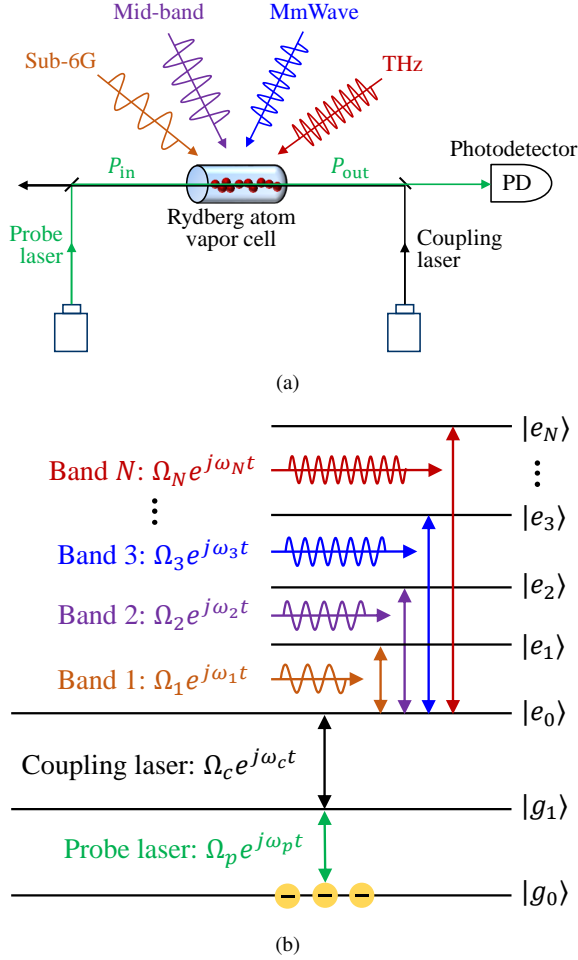 Mid-band
MmWave
Sub-6G
THz
Photodetector
P_in
P_out
PD
Rydberg atom
vapor cell
Probe
laser
Coupling
laser
(a)
|e_N⟩
Band N: Ω_N e^{jω_N t}
⋮
⋮
|e_3⟩
Band 3: Ω_3 e^{jω_3 t}
|e_2⟩
Band 2: Ω_2 e^{jω_2 t}
|e_1⟩
Band 1: Ω_1 e^{jω_1 t}
|e_0⟩
Coupling laser: Ω_c e^{jω_c t}
|g_1⟩
Probe laser: Ω_p e^{jω_p t}
|g_0⟩
(b)